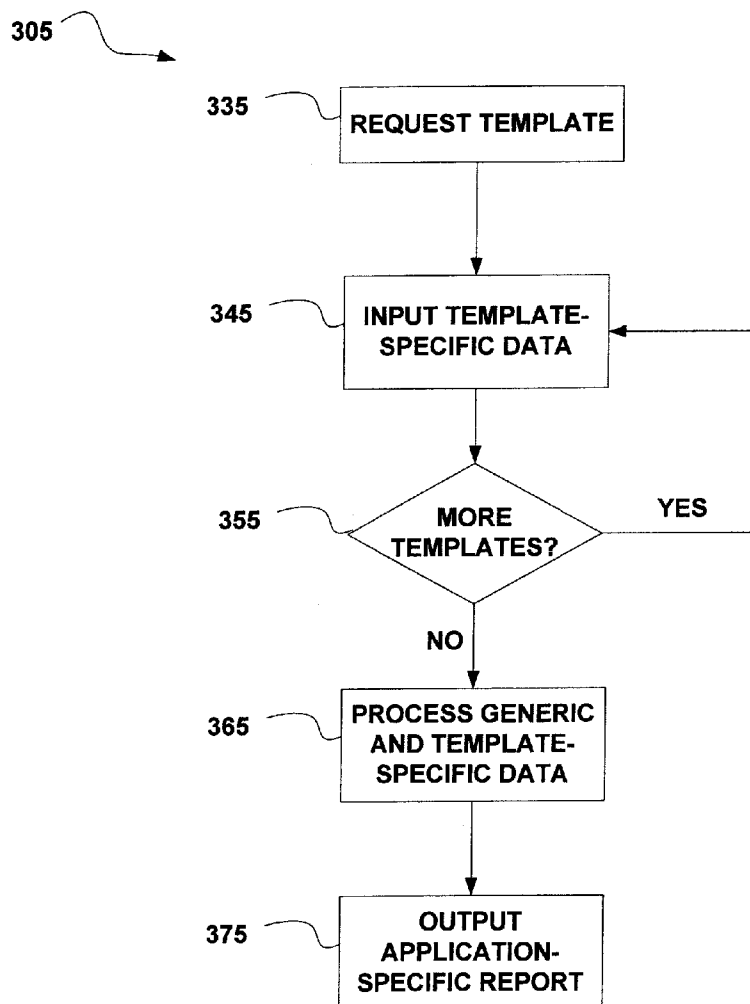 305
335
REQUEST TEMPLATE
345
INPUT TEMPLATE-
SPECIFIC DATA
355
MORE
TEMPLATES?
YES
NO
365
PROCESS GENERIC
AND TEMPLATE-
SPECIFIC DATA
375
OUTPUT
APPLICATION-
SPECIFIC REPORT